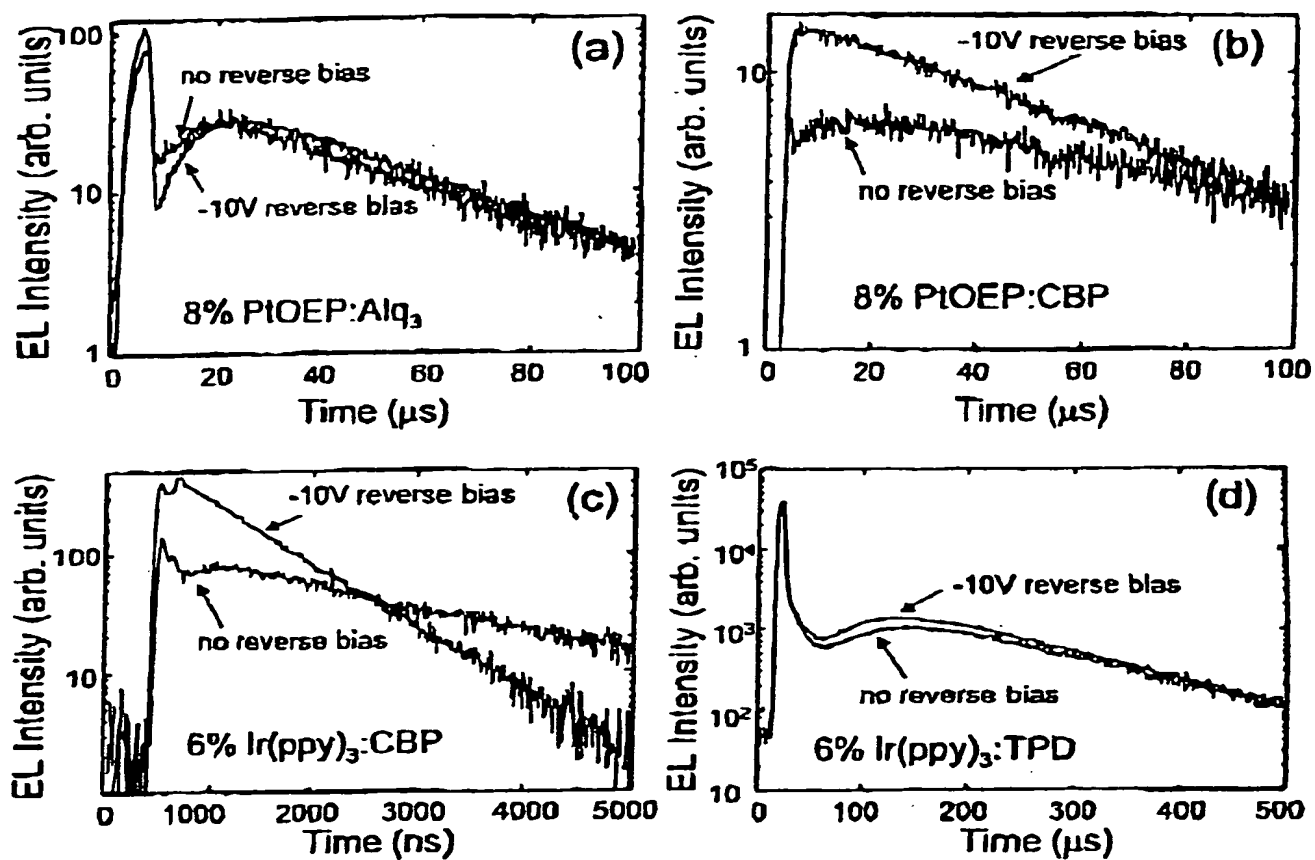 (a)
EL Intensity (arb. units)
100
10
1
no reverse bias
-10V reverse bias
8% PtOEP:Alq₃
0 20 40 60 80 100
Time (μs)
(b)
EL Intensity (arb. units)
10
1
-10V reverse bias
no reverse bias
8% PtOEP:CBP
0 20 40 60 80 100
Time (μs)
(c)
EL Intensity (arb. units)
100
10
-10V reverse bias
no reverse bias
6% Ir(ppy)₃:CBP
0 1000 2000 3000 4000 5000
Time (ns)
(d)
EL Intensity (arb. units)
10⁵
10⁴
10³
10²
10
-10V reverse bias
no reverse bias
6% Ir(ppy)₃:TPD
0 100 200 300 400 500
Time (μs)